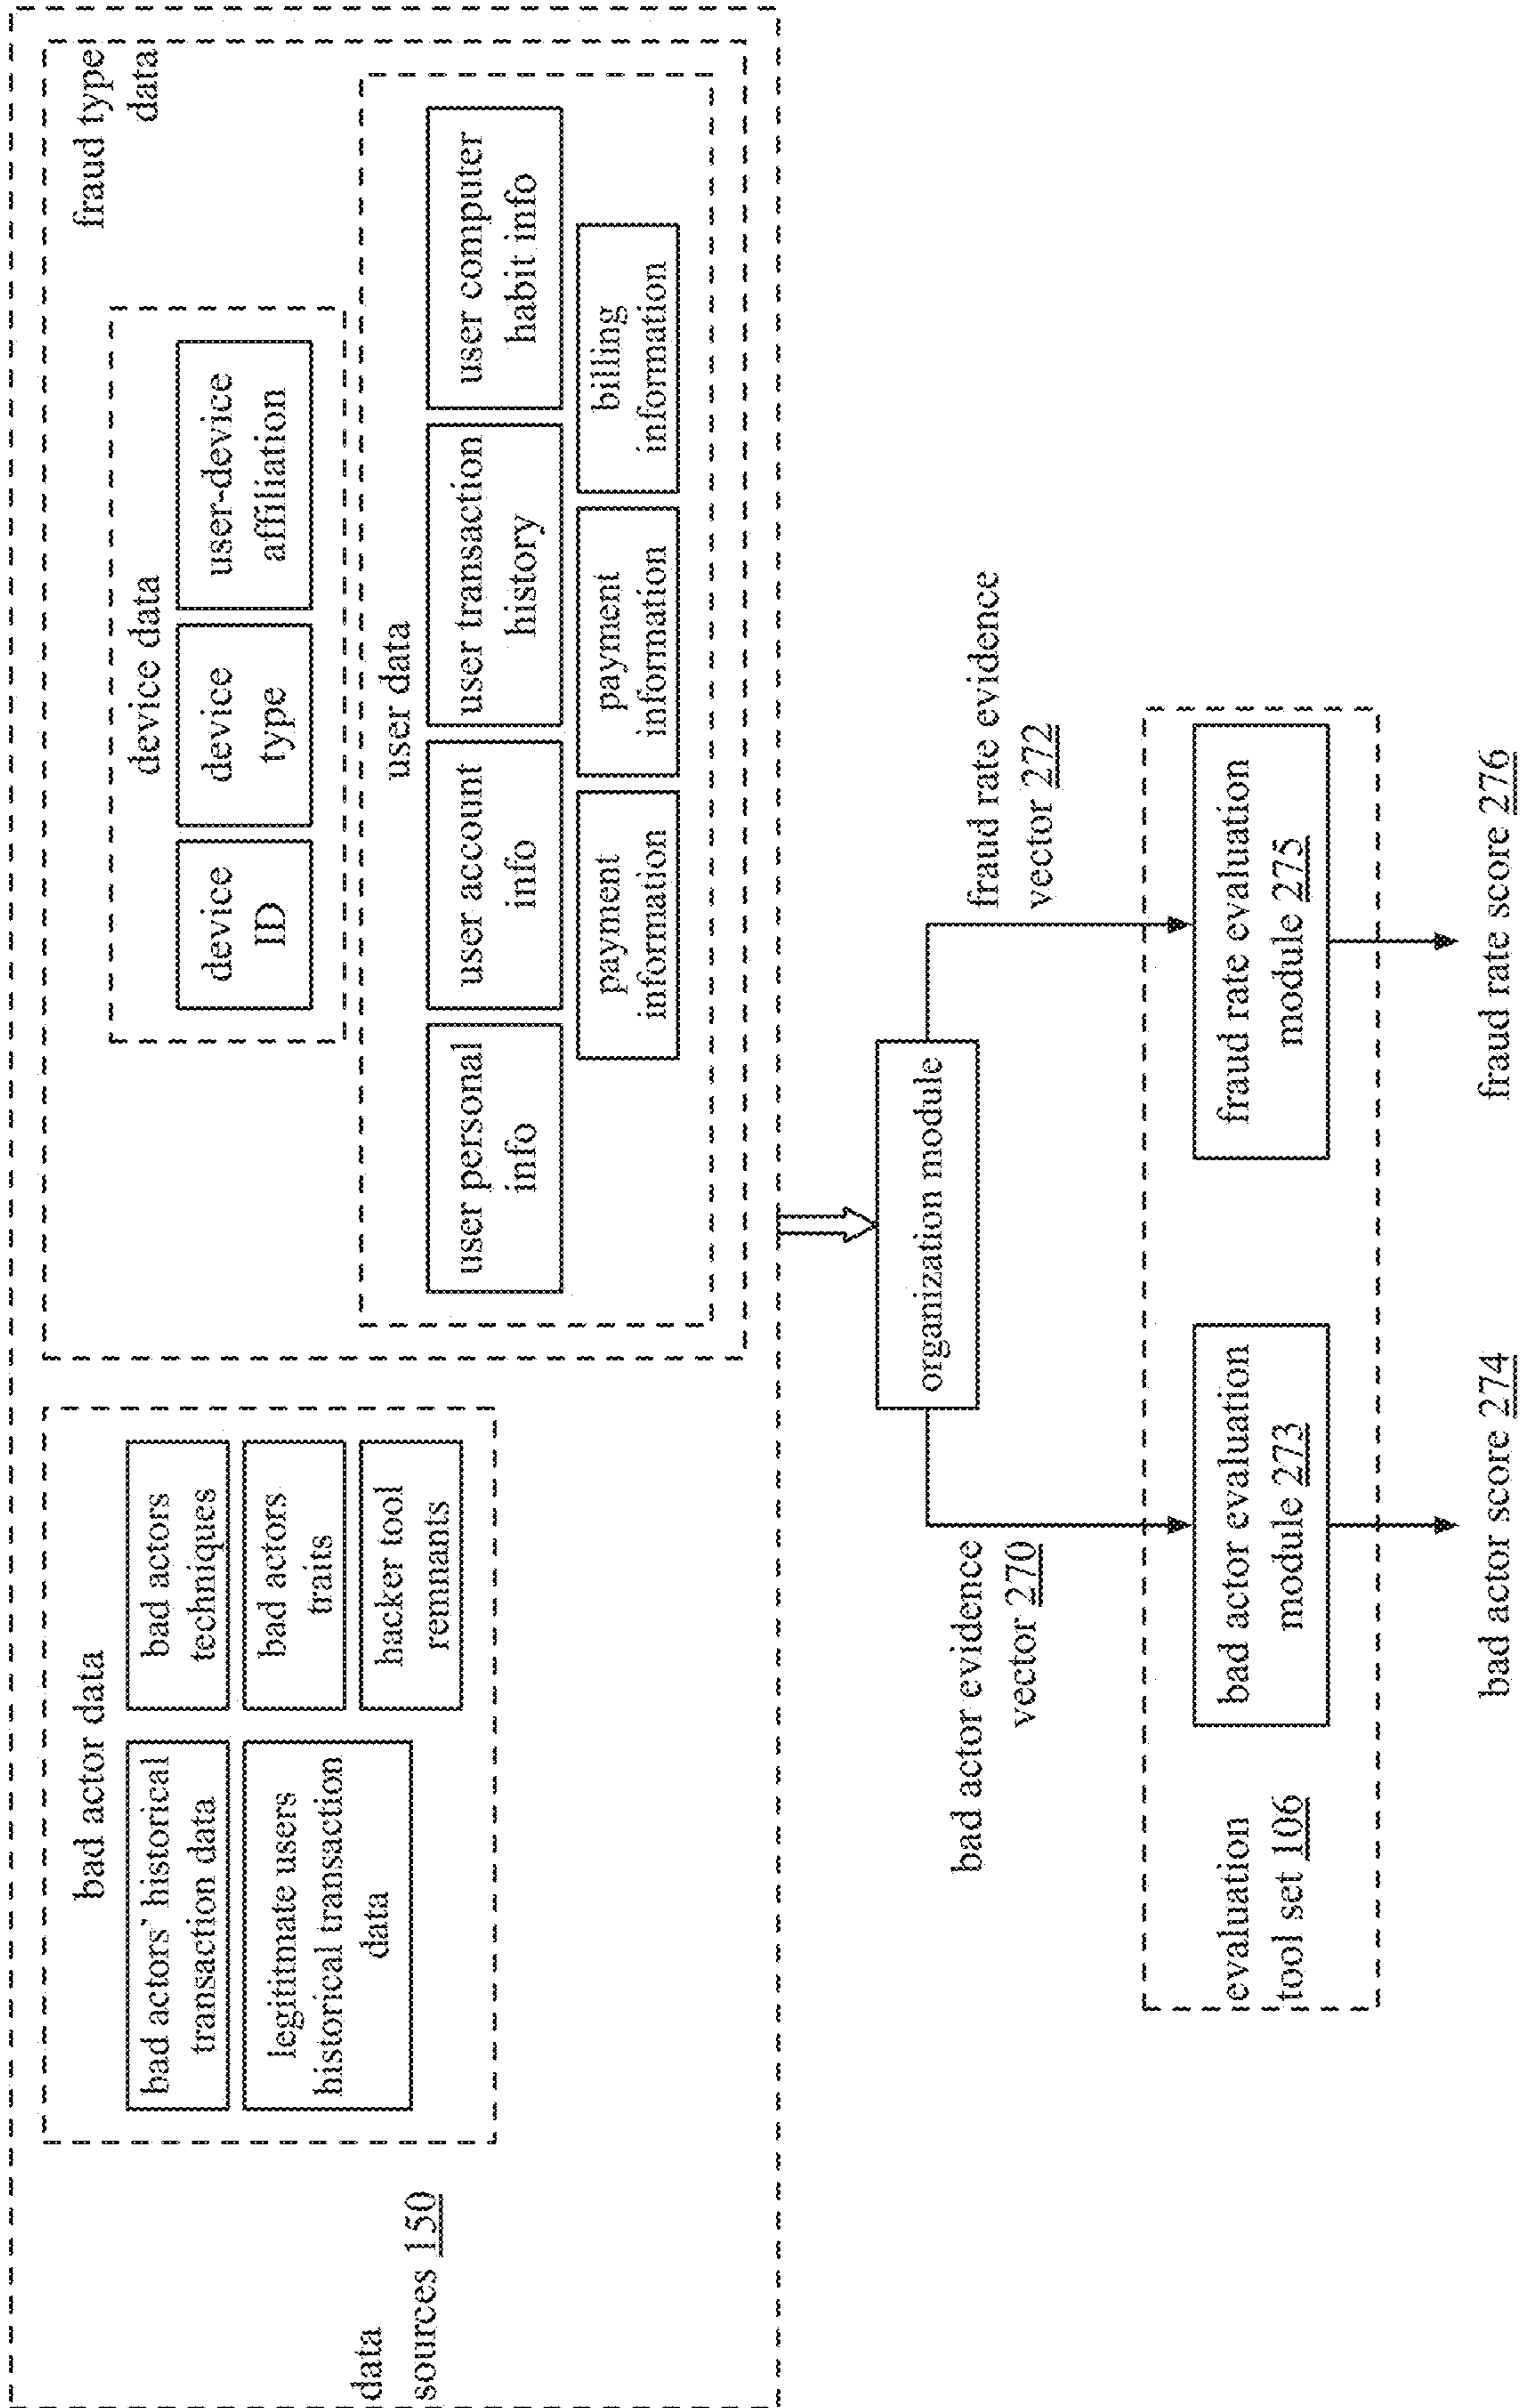 data
sources 150
bad actor data
bad actors' historical
transaction data
legititmate users
historical transaction
data
bad actors
techniques
bad actors
traits
hacker tool
remnants
fraud type
data
device data
device
ID
device
type
user-device
affiliation
user data
user personal
info
user account
info
user transaction
history
user computer
habit info
payment
information
payment
information
billing
information
organization module
bad actor evidence
vector 270
fraud rate evidence
vector 272
evaluation
tool set 106
bad actor evaluation
module 273
fraud rate evaluation
module 275
bad actor score 274
fraud rate score 276